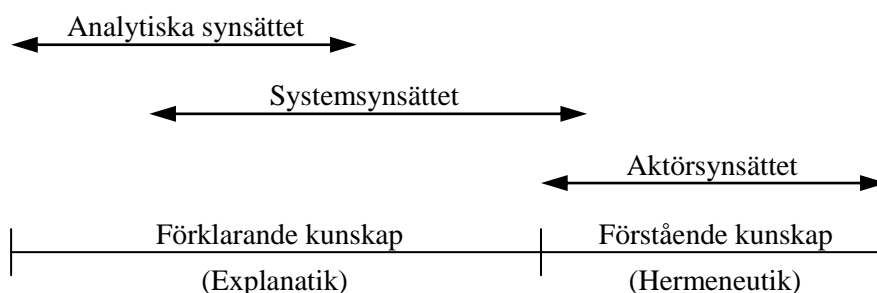 Analytiska synsättet
Systemsynsättet
Aktörsynsättet
Förklarande kunskap
Förstående kunskap
(Explanatik)
(Hermeneutik)